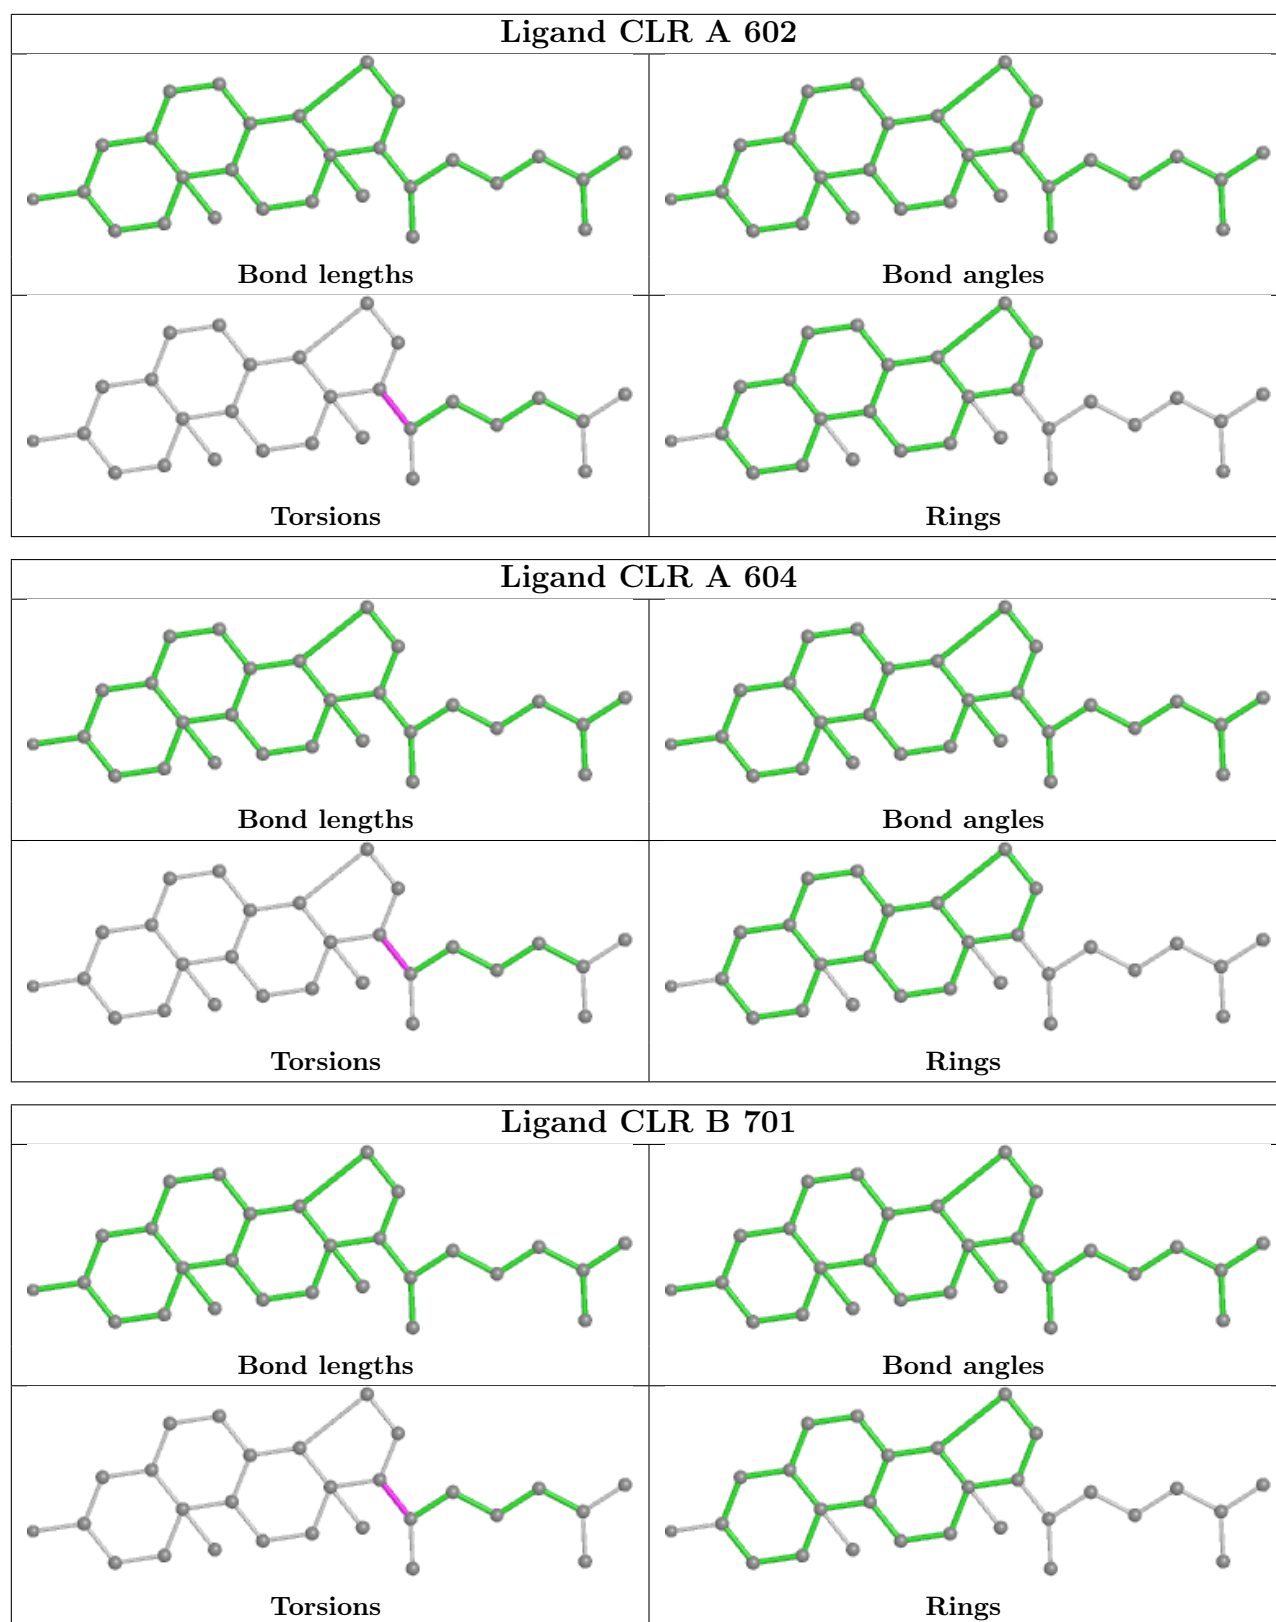 Ligand CLR A 602
Bond lengths
Bond angles
Torsions
Rings
Ligand CLR A 604
Bond lengths
Bond angles
Torsions
Rings
Ligand CLR B 701
Bond lengths
Bond angles
Torsions
Rings